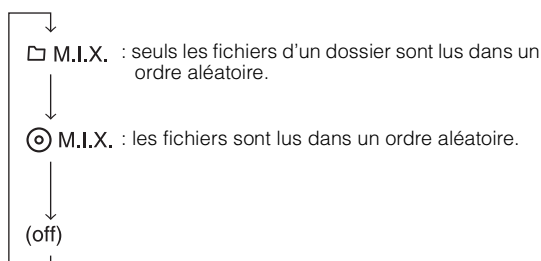 M.I.X. : seuls les fichiers d'un dossier sont lus dans un
ordre aléatoire.
M.I.X. : les fichiers sont lus dans un ordre aléatoire.
(off)